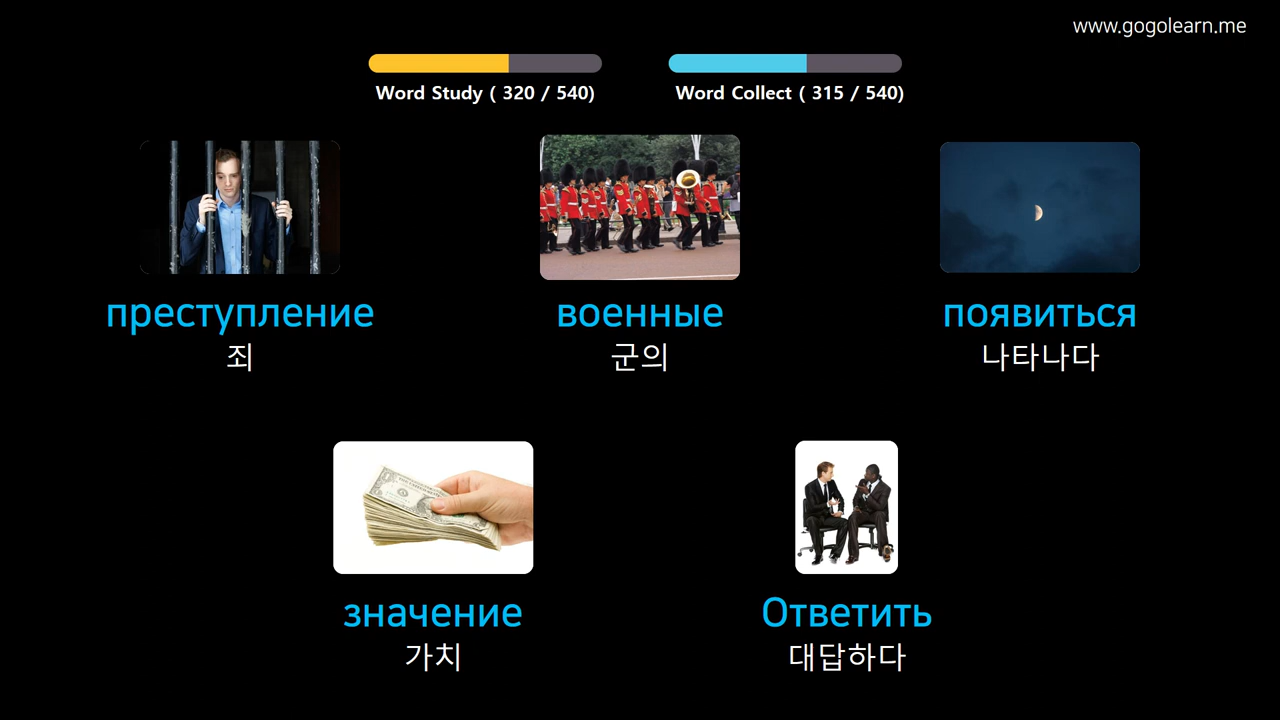 www.gogolearn.me
Word Study ( 320 / 540)
Word Collect ( 315 / 540)
преступление
죄
военные
군의
появиться
나타나다
значение
가치
Ответить
대답하다